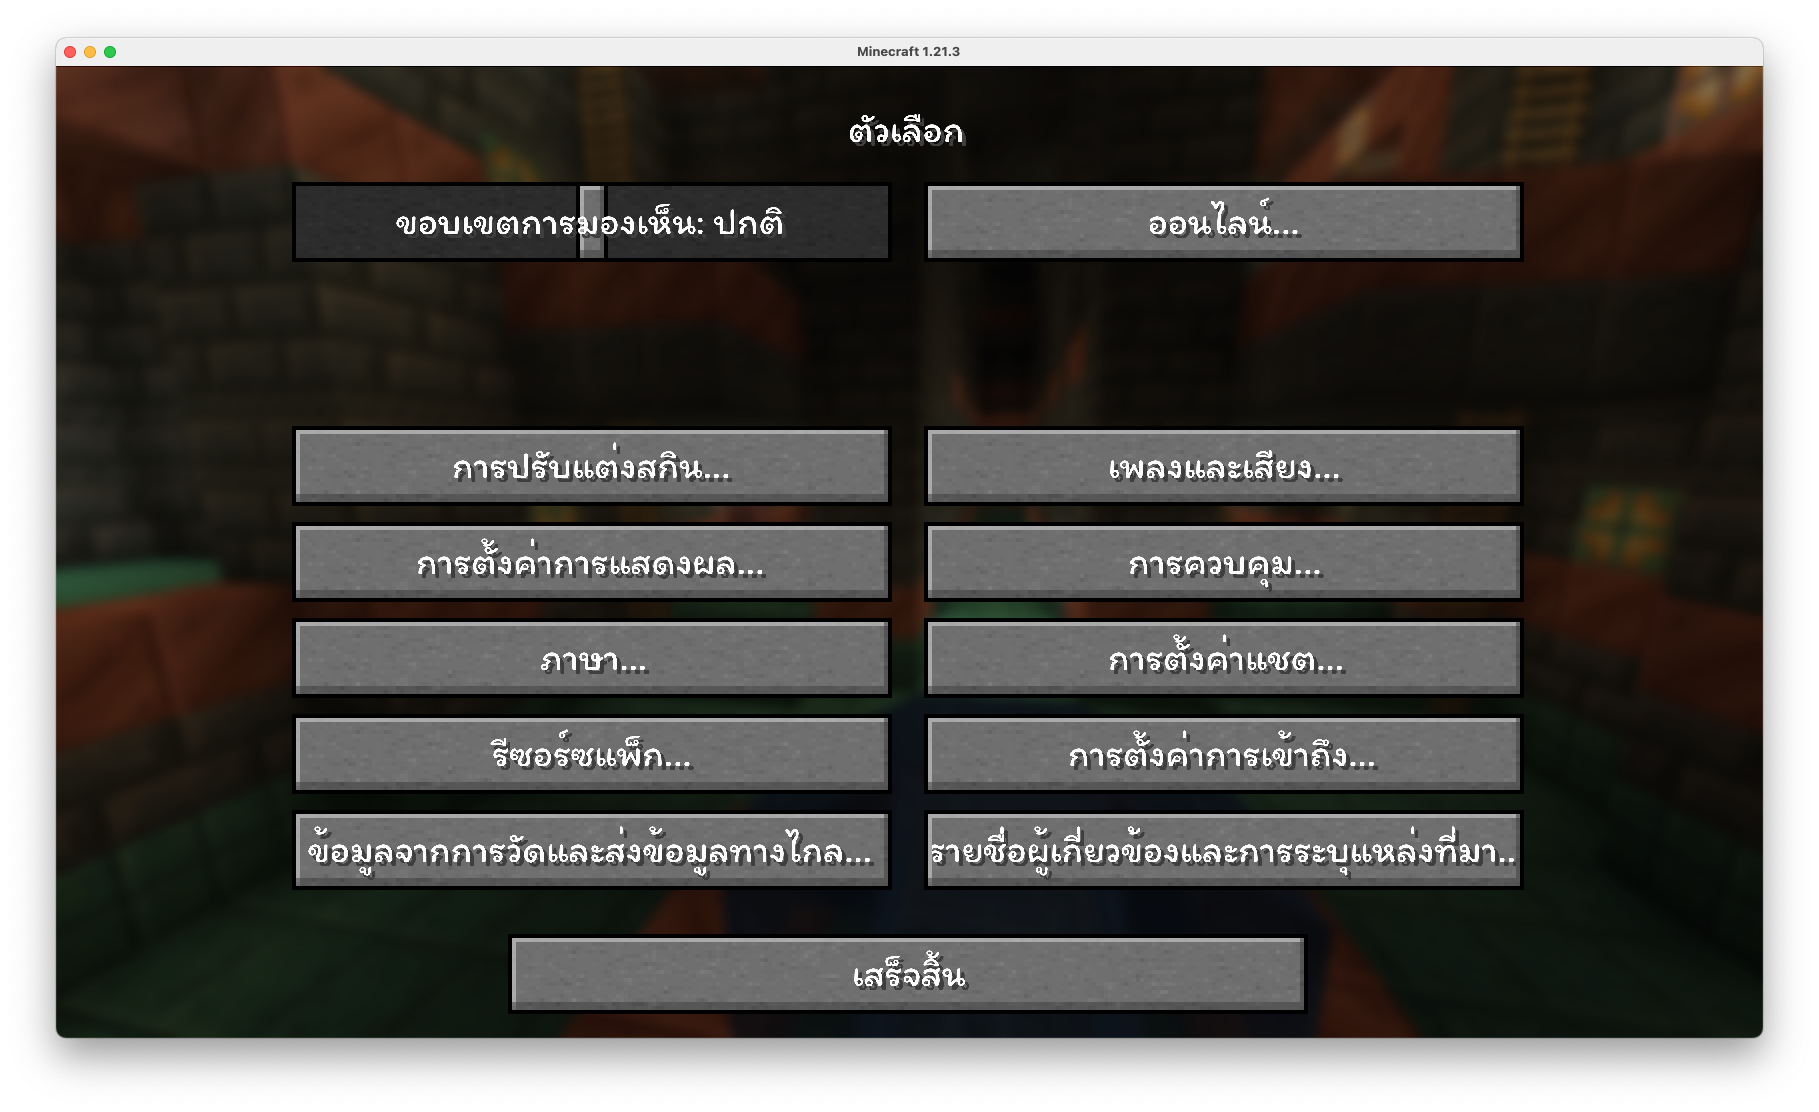 Minecraft 1.21.3
ตัวเลือก
ขอบเขตการมองเห็น: ปกติ
ออนไลน์...
การปรับแต่งสกิน...
เพลงและเสียง...
การตั้งค่าการแสดงผล...
การควบคุม...
ภาษา...
การตั้งค่าแชต...
รีซอร์ซแพ็ก...
การตั้งค่าการเข้าถึง...
ข้อมูลจากการวัดและส่งข้อมูลทางไกล...
รายชื่อผู้เกี่ยวข้องและการระบุแหล่งที่มา..
เสร็จสิ้น